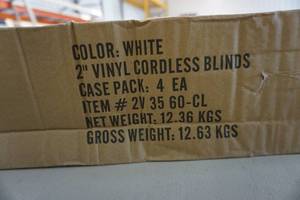 COLOR: WHITE
2" VINYL CORDLESS BLINDS
CASE PACK: 4 EA
ITEM # 2V 35 60-CL
NET WEIGHT: 12.36 KGS
GROSS WEIGHT: 12.63 KGS